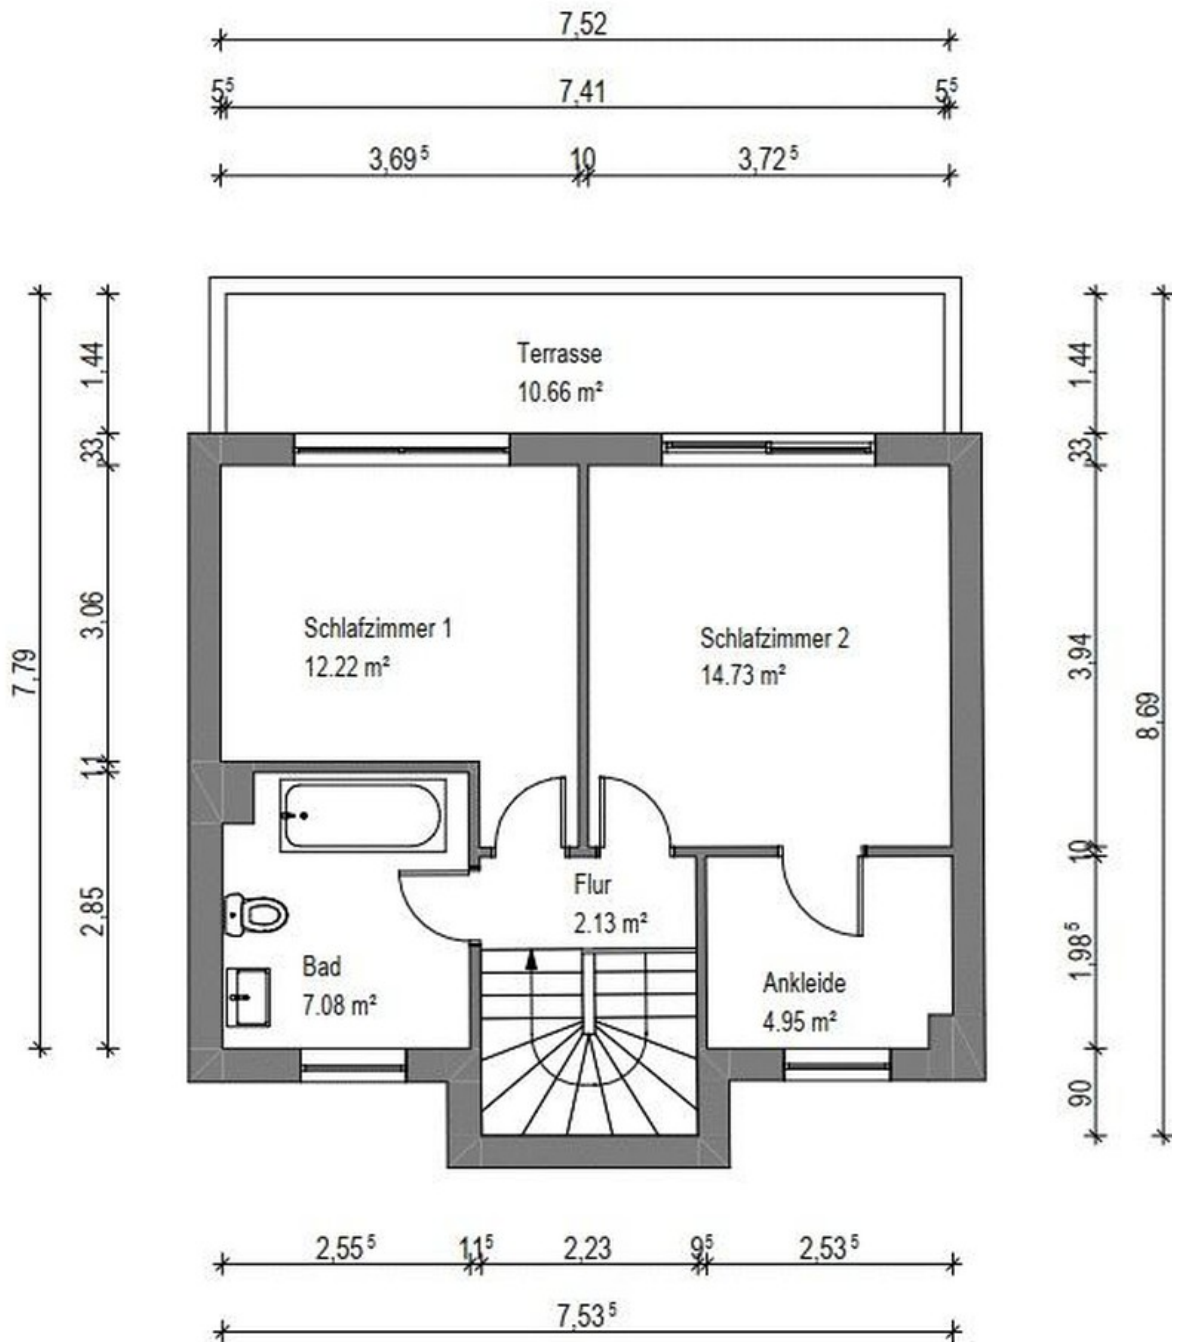 7,52
5⁵ 7,41 5⁵
3,69⁵ 10 3,72⁵
Terrasse
10.66 m²
1,44
33
3,06
11
2,85
7,79
1,44
33
3,94
10
1,98⁵
90
8,69
Schlafzimmer 1
12.22 m²
Schlafzimmer 2
14.73 m²
Flur
2.13 m²
Bad
7.08 m²
Ankleide
4.95 m²
2,55⁵ 11⁵ 2,23 9⁵ 2,53⁵
7,53⁵